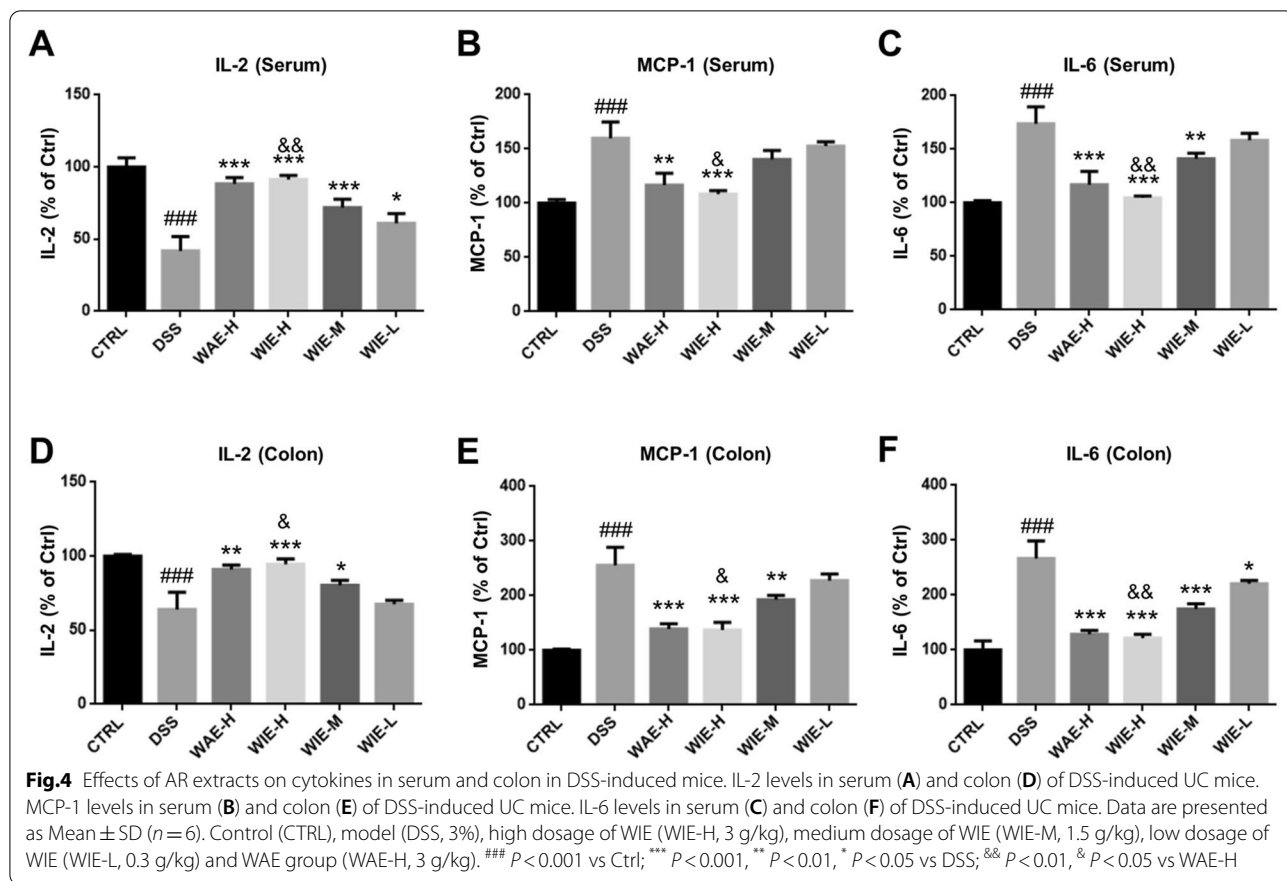 A
IL-2 (Serum)
IL-2 (% of Ctrl)
150
100
50
0
###
***
&&
***
***
*
CTRL
DSS
WAE-H
WIE-H
WIE-M
WIE-L
B
MCP-1 (Serum)
MCP-1 (% of Ctrl)
200
150
100
50
0
###
**
&
***
CTRL
DSS
WAE-H
WIE-H
WIE-M
WIE-L
C
IL-6 (Serum)
IL-6 (% of Ctrl)
200
150
100
50
0
###
***
&&
***
**
CTRL
DSS
WAE-H
WIE-H
WIE-M
WIE-L
D
IL-2 (Colon)
IL-2 (% of Ctrl)
150
100
50
0
###
**
&
***
*
CTRL
DSS
WAE-H
WIE-H
WIE-M
WIE-L
E
MCP-1 (Colon)
MCP-1 (% of Ctrl)
400
300
200
100
0
###
***
&
***
**
CTRL
DSS
WAE-H
WIE-H
WIE-M
WIE-L
F
IL-6 (Colon)
IL-6 (% of Ctrl)
400
300
200
100
0
###
***
&&
***
***
*
CTRL
DSS
WAE-H
WIE-H
WIE-M
WIE-L
Fig.4 Effects of AR extracts on cytokines in serum and colon in DSS-induced mice. IL-2 levels in serum (A) and colon (D) of DSS-induced UC mice.
MCP-1 levels in serum (B) and colon (E) of DSS-induced UC mice. IL-6 levels in serum (C) and colon (F) of DSS-induced UC mice. Data are presented
as Mean ± SD (n = 6). Control (CTRL), model (DSS, 3%), high dosage of WIE (WIE-H, 3 g/kg), medium dosage of WIE (WIE-M, 1.5 g/kg), low dosage of
WIE (WIE-L, 0.3 g/kg) and WAE group (WAE-H, 3 g/kg). ### P < 0.001 vs Ctrl; *** P < 0.001, ** P < 0.01, * P < 0.05 vs DSS; && P < 0.01, & P < 0.05 vs WAE-H